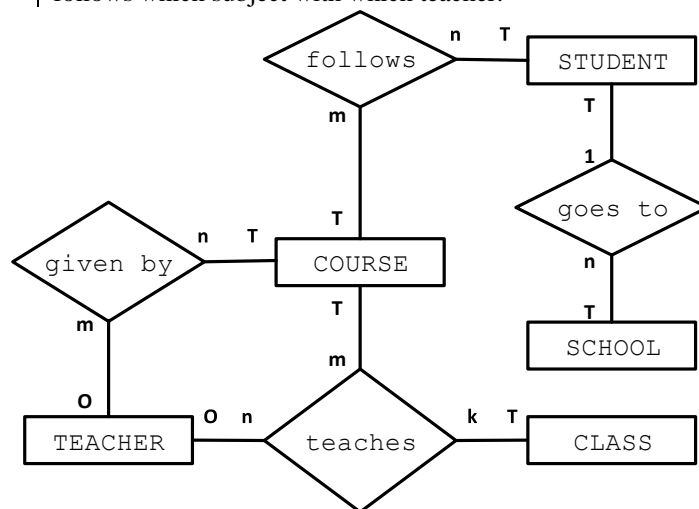 follows which subject with which teacher.
follows n T STUDENT
m T
1
goes to
n T T
given by COURSE n
T
m T SCHOOL
m
O O n k T
TEACHER teaches CLASS